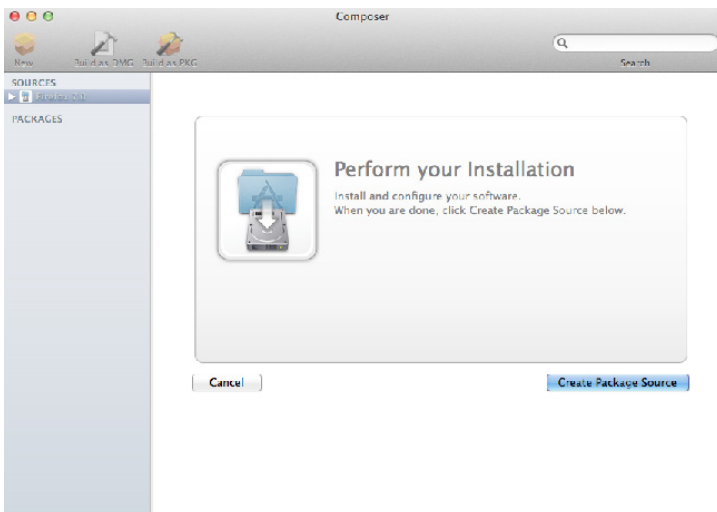 Composer
New
Build as DMG
Build as PKG
Search
SOURCES
PACKAGES
Perform your Installation
Install and configure your software.
When you are done, click Create Package Source below.
Cancel
Create Package Source